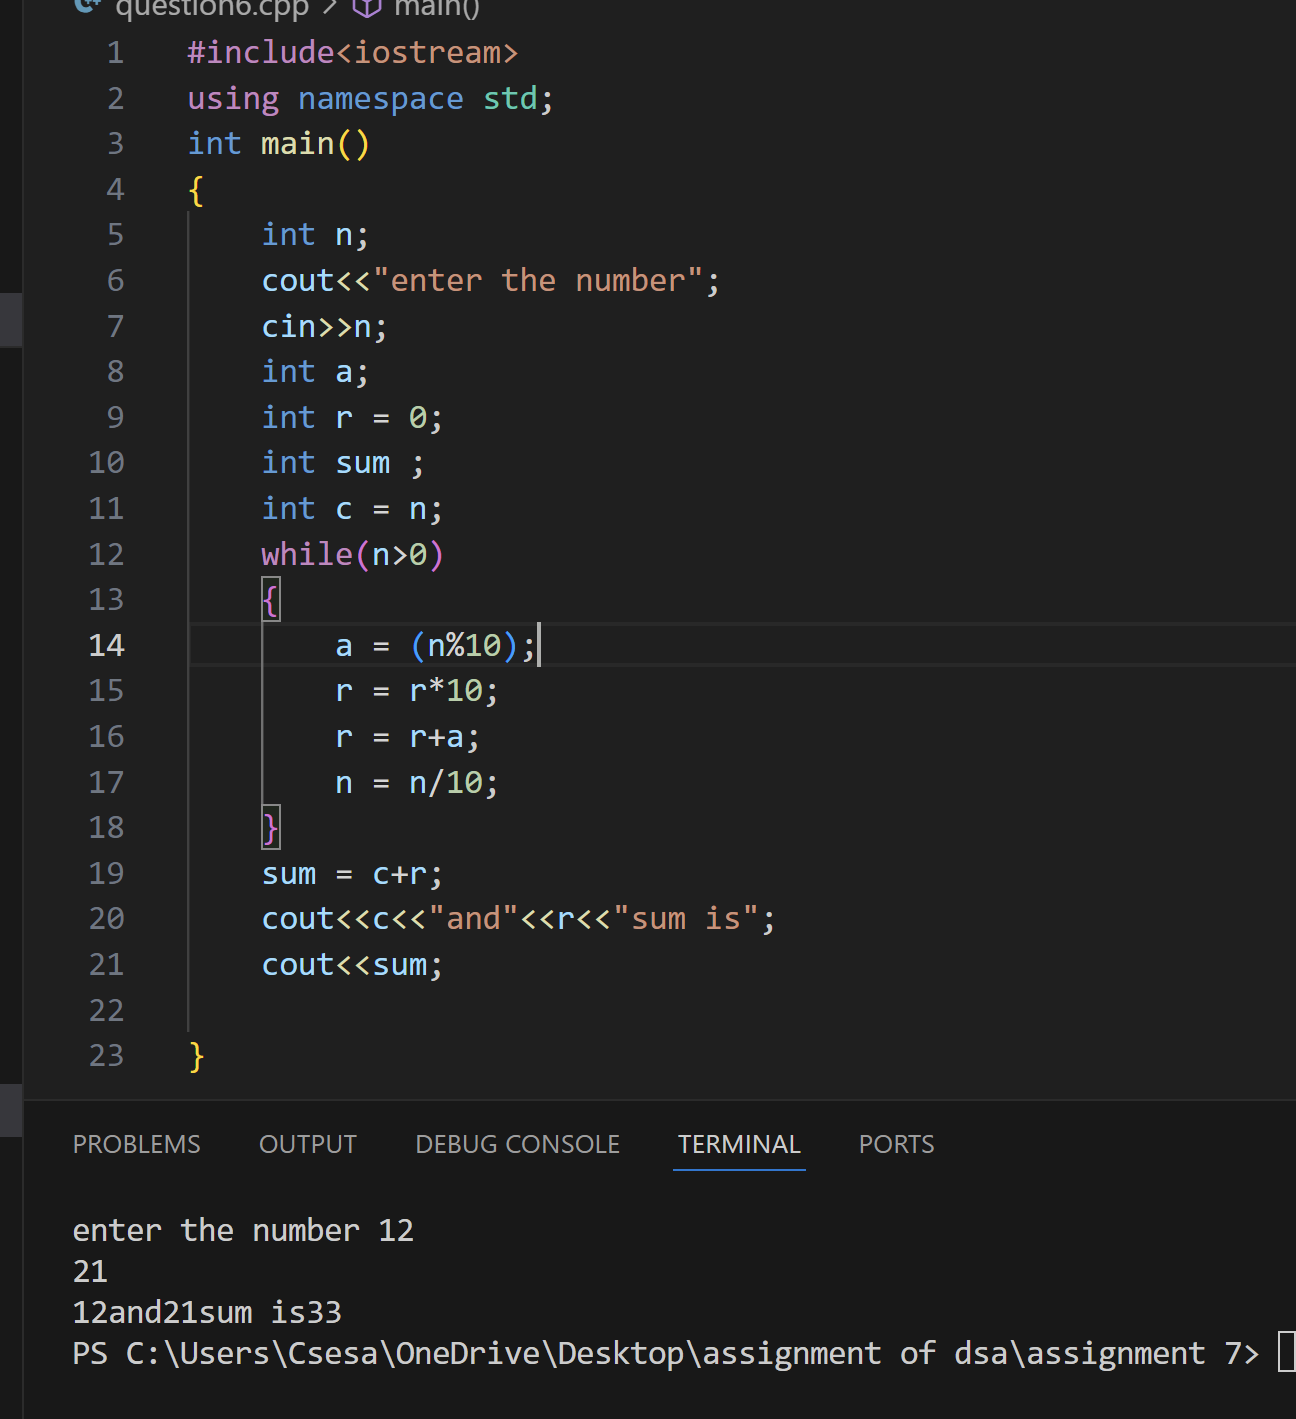 question6.cpp > main()
1 #include<iostream>
2 using namespace std;
3 int main()
4 {
5 int n;
6 cout<<"enter the number";
7 cin>>n;
8 int a;
9 int r = 0;
10 int sum ;
11 int c = n;
12 while(n>0)
13 {
14 a = (n%10);
15 r = r*10;
16 r = r+a;
17 n = n/10;
18 }
19 sum = c+r;
20 cout<<c<<"and"<<r<<"sum is";
21 cout<<sum;
22
23 }
PROBLEMS OUTPUT DEBUG CONSOLE TERMINAL PORTS
enter the number 12
21
12and21sum is33
PS C:\Users\Csesa\OneDrive\Desktop\assignment of dsa\assignment 7>